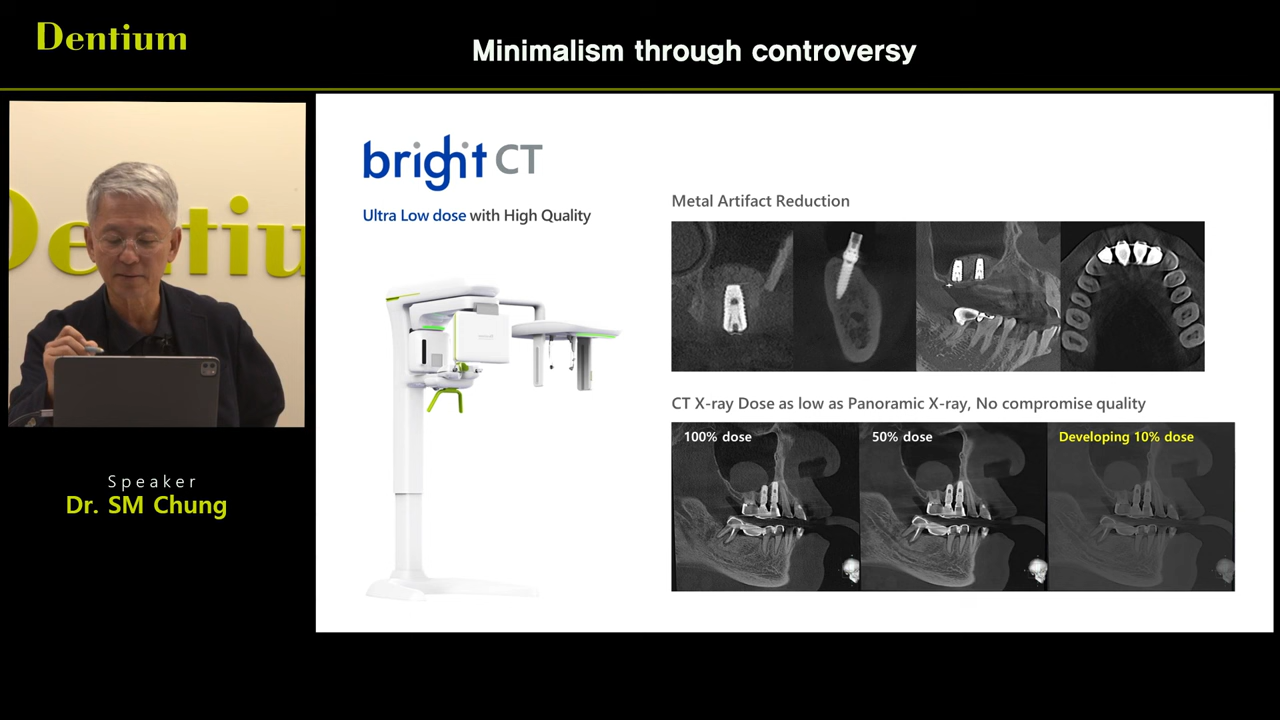 Dentium
Minimalism through controversy
Dentiu
Speaker
Dr. SM Chung
bright CT
Ultra Low dose with High Quality
Metal Artifact Reduction
CT X-ray Dose as low as Panoramic X-ray, No compromise quality
100% dose
50% dose
Developing 10% dose